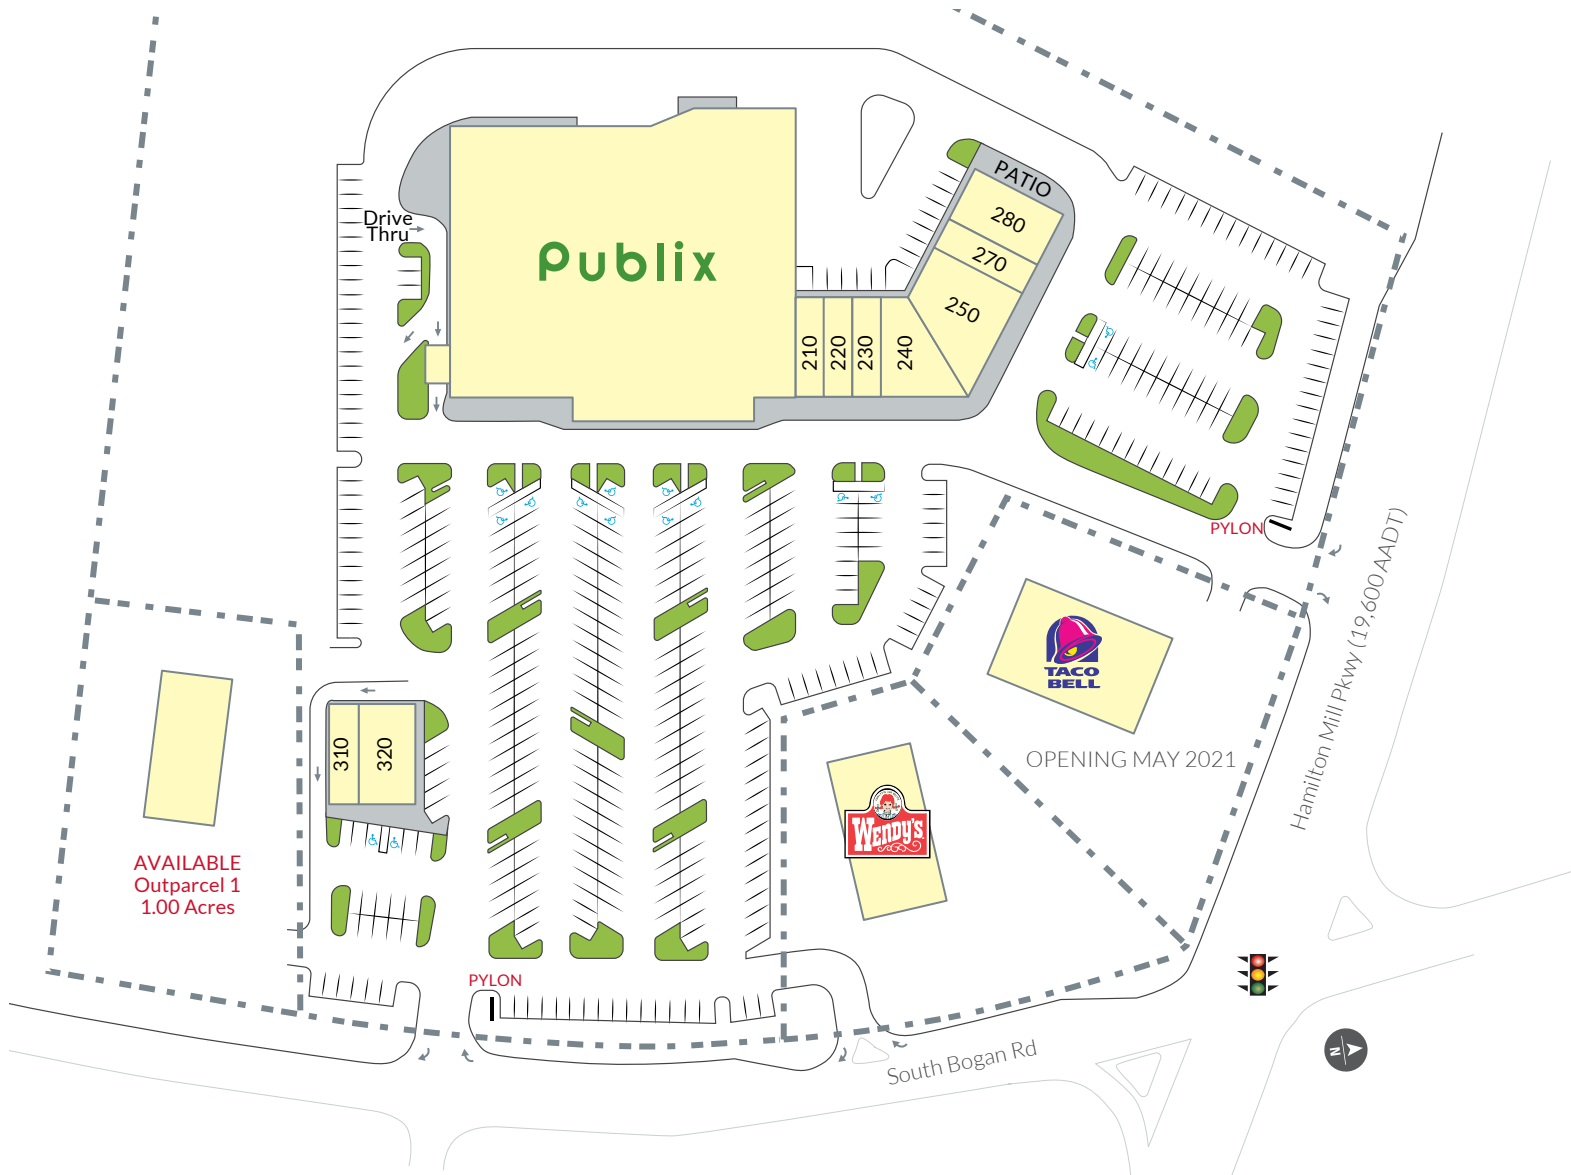 PATIO
280
Drive
Thru
270
Publix
250
210
220
230
240
PYLON
Hamilton Mill Pkwy (19,600 AADT)
TACO
BELL
310
320
OPENING MAY 2021
WENDY'S
AVAILABLE
Outparcel 1
1.00 Acres
PYLON
South Bogan Rd
N